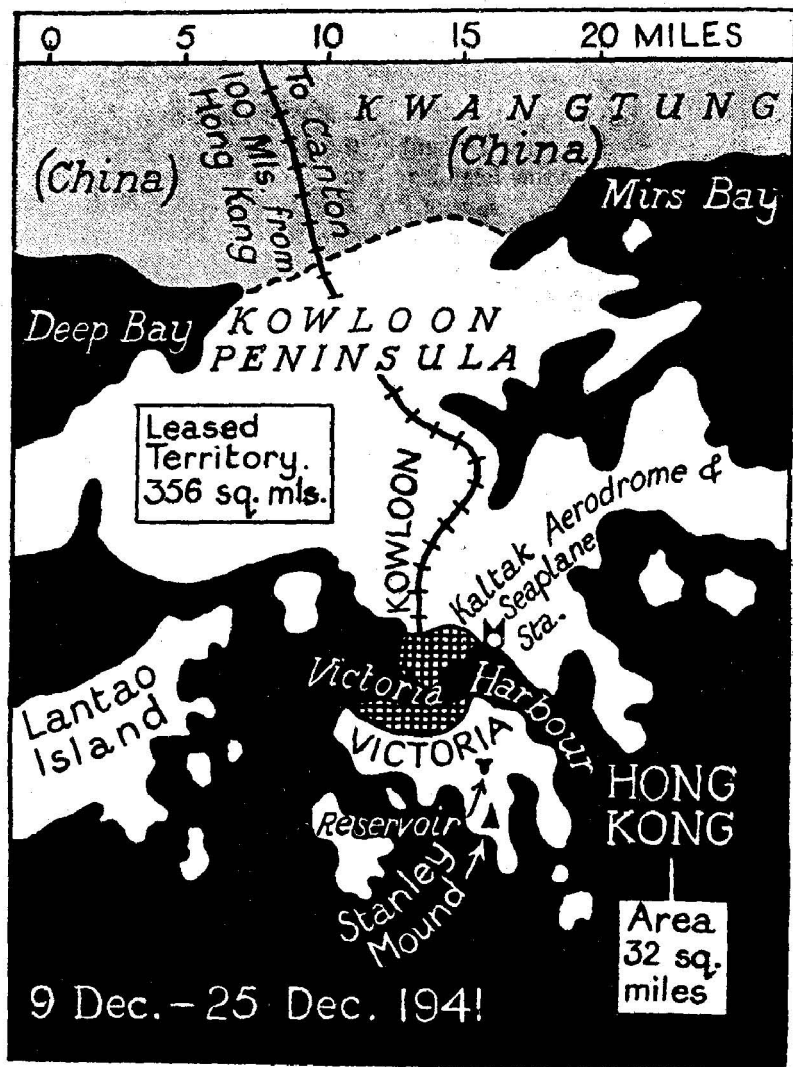 0 5 10 15 20 MILES
To Canton
100 Mls. from
Hong Kong
KWANGTUNG
(China)
(China)
Mirs Bay
Deep Bay
KOWLOON
PENINSULA
Leased
Territory.
356 sq. mls.
KOWLOON
Kaltak Aerodrome &
Seaplane
Sta.
Lantao
Island
Victoria Harbour
VICTORIA
HONG
KONG
Reservoir
Stanley
Mound
Area
32 sq.
miles
9 Dec. – 25 Dec. 194!